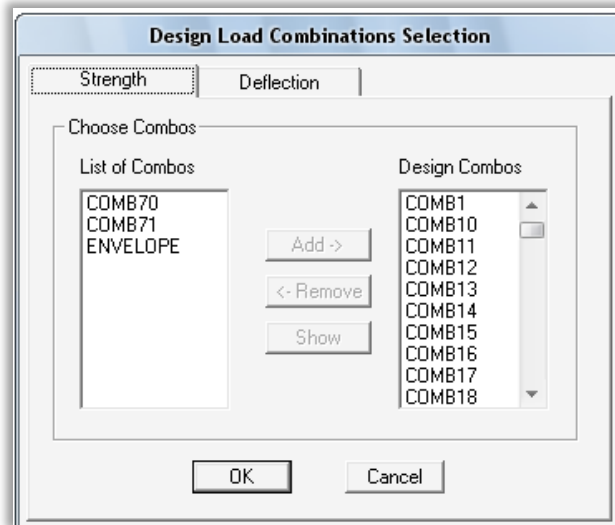 Design Load Combinations Selection
Strength
Deflection
Choose Combos
List of Combos
COMB70
COMB71
ENVELOPE
Add ->
<- Remove
Show
Design Combos
COMB1
COMB10
COMB11
COMB12
COMB13
COMB14
COMB15
COMB16
COMB17
COMB18
OK
Cancel